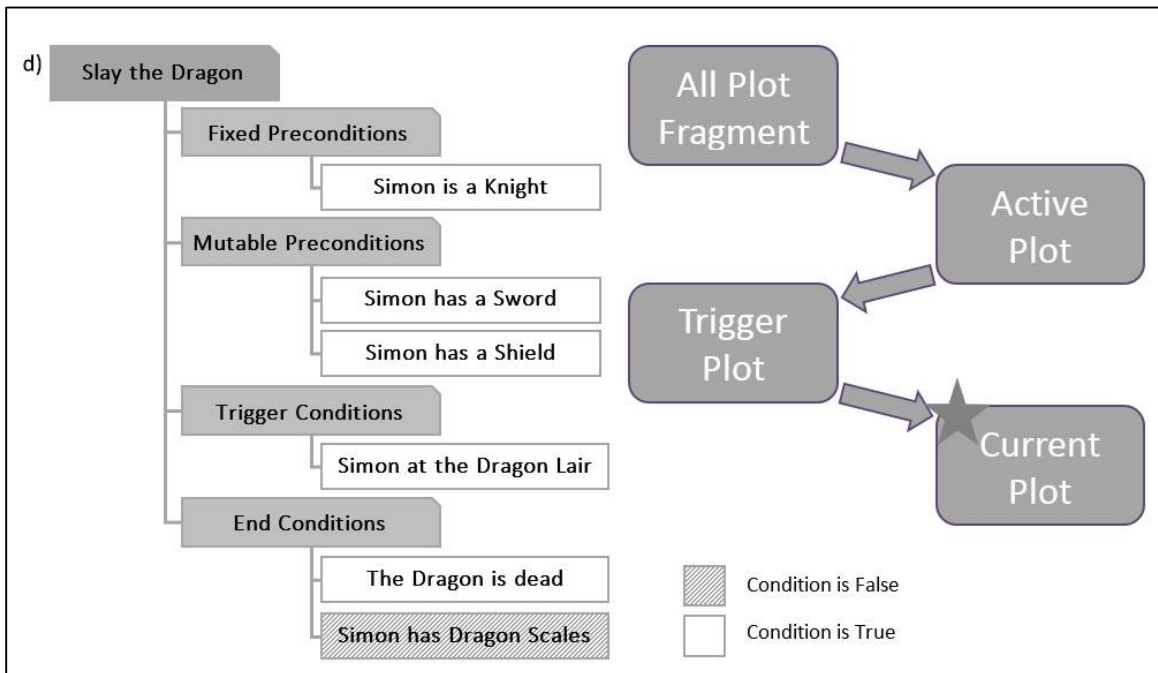 d)
Slay the Dragon
Fixed Preconditions
Simon is a Knight
Mutable Preconditions
Simon has a Sword
Simon has a Shield
Trigger Conditions
Simon at the Dragon Lair
End Conditions
The Dragon is dead
Simon has Dragon Scales
All Plot
Fragment
Active
Plot
Trigger
Plot
Current
Plot
Condition is False
Condition is True